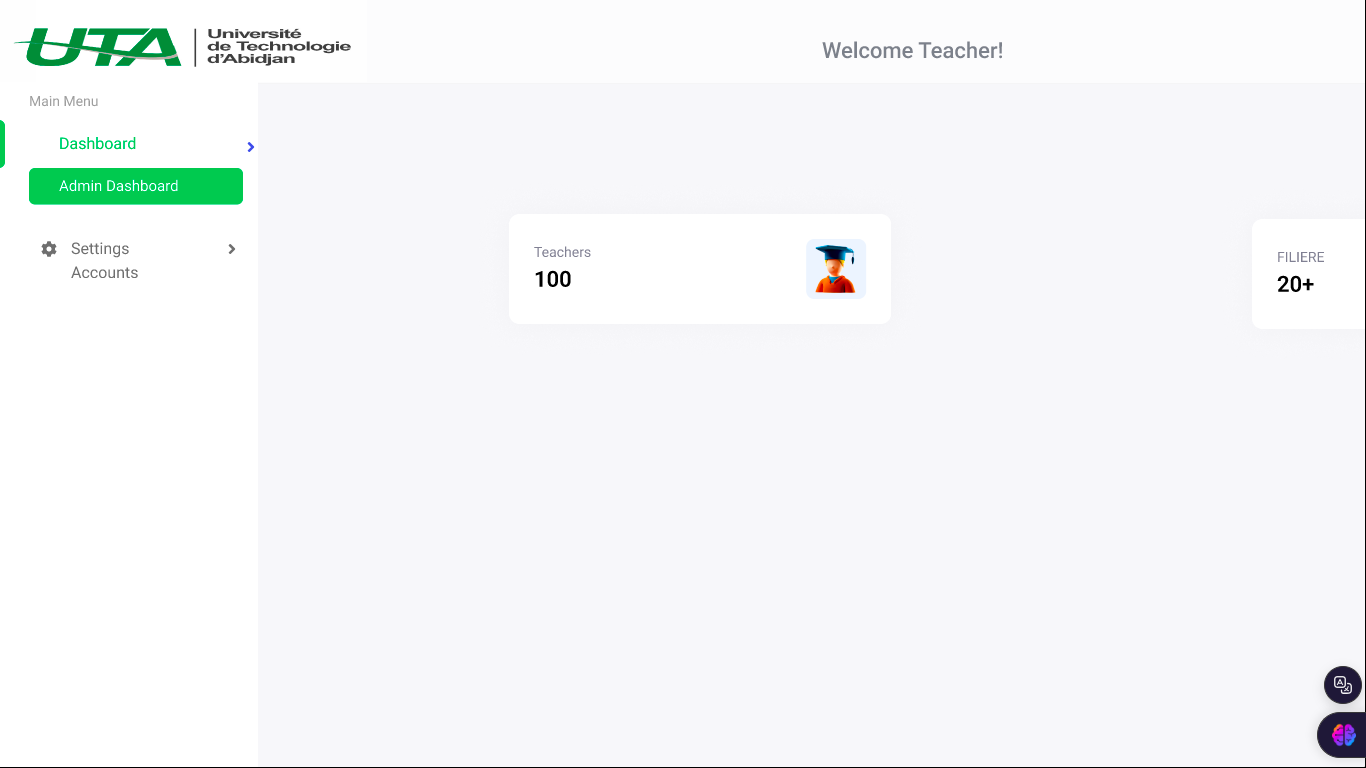 UTA
Université
de Technologie
d'Abidjan
Welcome Teacher!
Main Menu
Dashboard
Admin Dashboard
Settings
Accounts
Teachers
100
FILIERE
20+